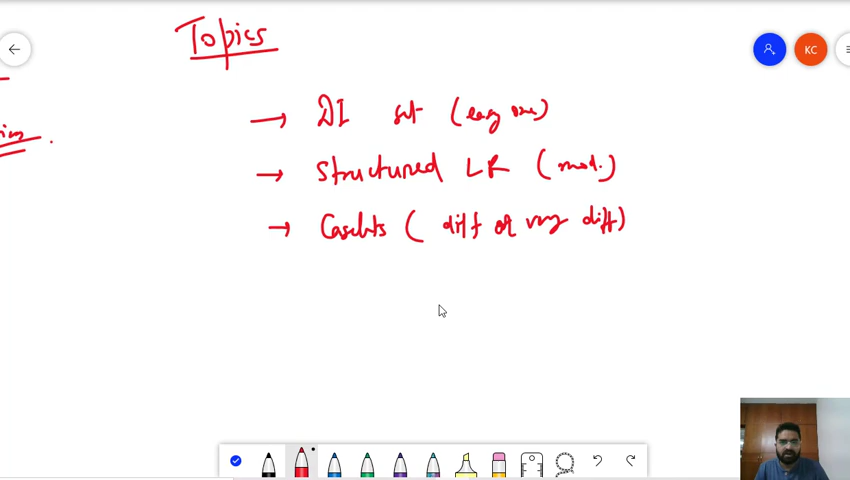 Topics
→ DI set (easy one)
→ Structured LR (mod.)
→ Caselets (diff or very diff)
KC